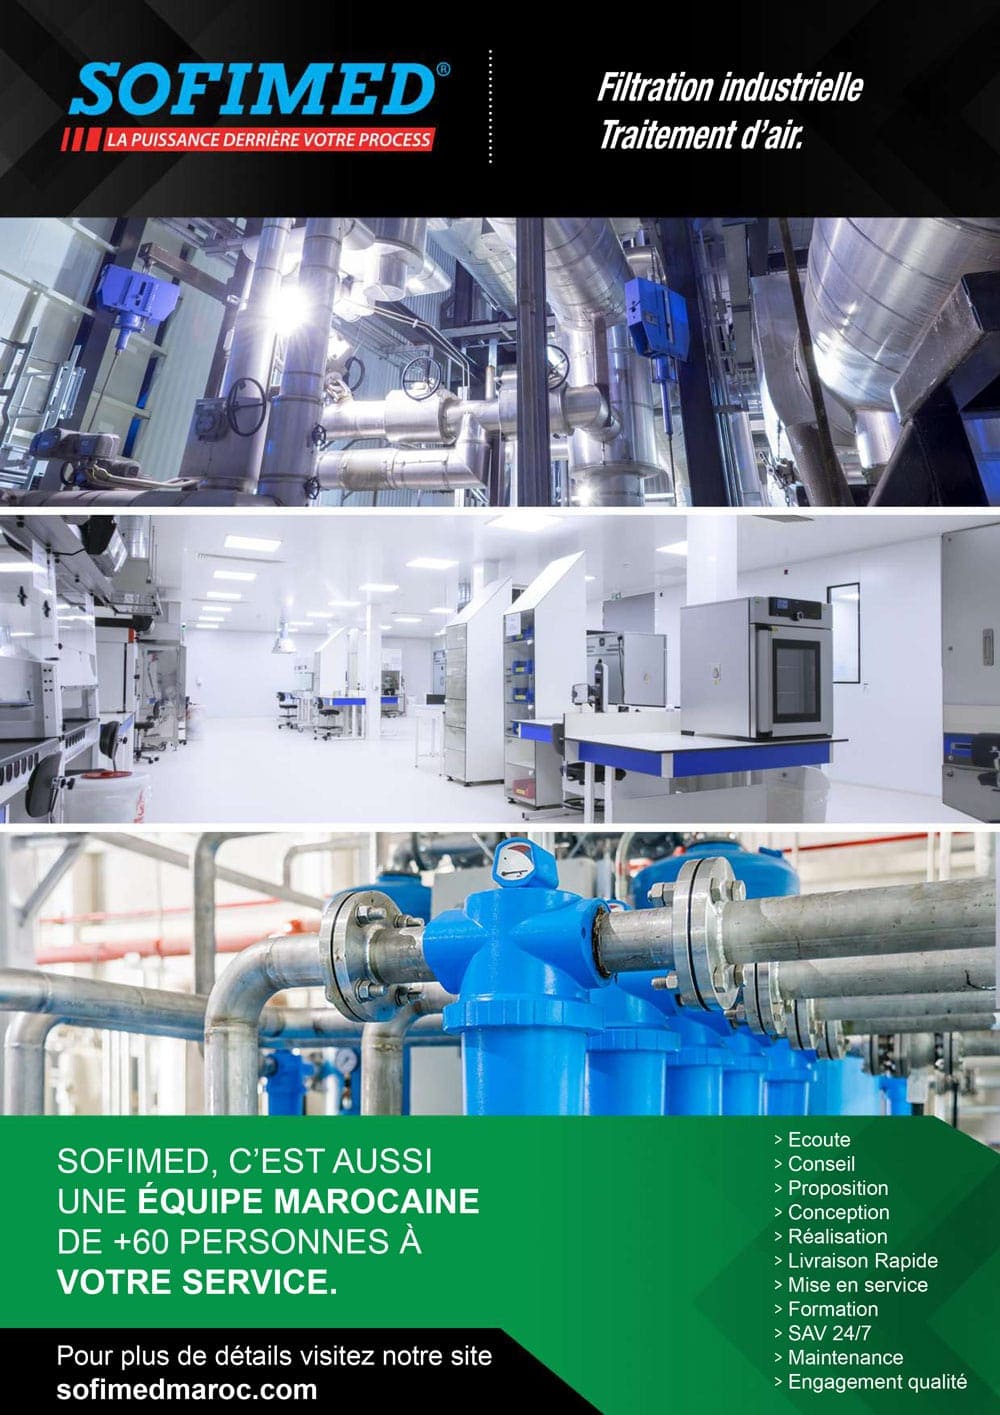 SOFIMED®
LA PUISSANCE DERRIÈRE VOTRE PROCESS
Filtration industrielle
Traitement d’air.
SOFIMED, C’EST AUSSI
UNE ÉQUIPE MAROCAINE
DE +60 PERSONNES À
VOTRE SERVICE.
Pour plus de détails visitez notre site
sofimedmaroc.com
> Ecoute
> Conseil
> Proposition
> Conception
> Réalisation
> Livraison Rapide
> Mise en service
> Formation
> SAV 24/7
> Maintenance
> Engagement qualité